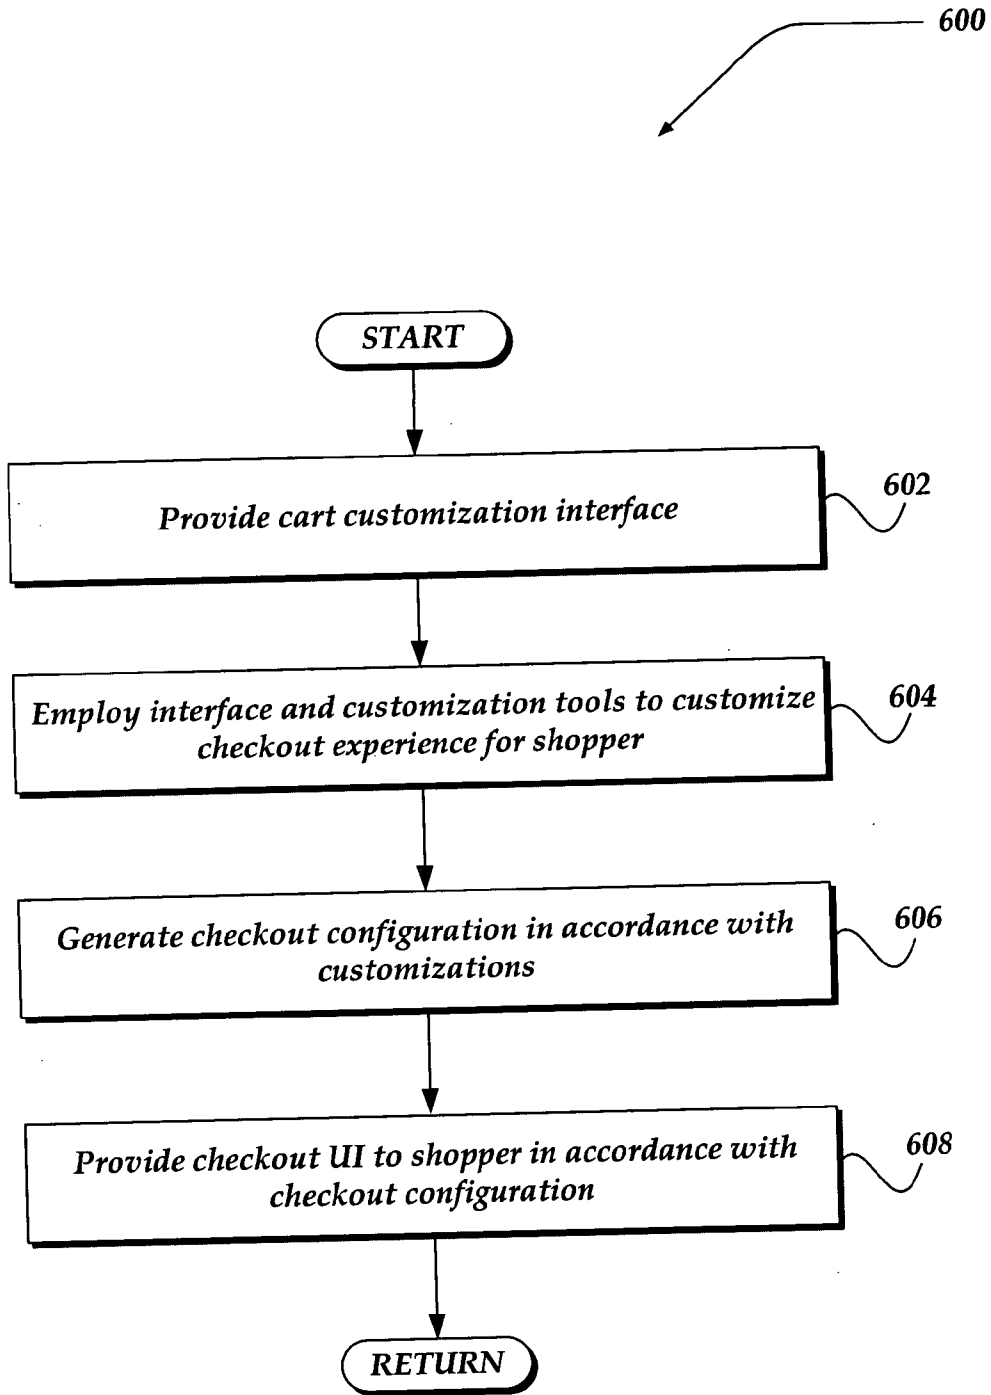 600
START
Provide cart customization interface
602
Employ interface and customization tools to customize
checkout experience for shopper
604
Generate checkout configuration in accordance with
customizations
606
Provide checkout UI to shopper in accordance with
checkout configuration
608
RETURN